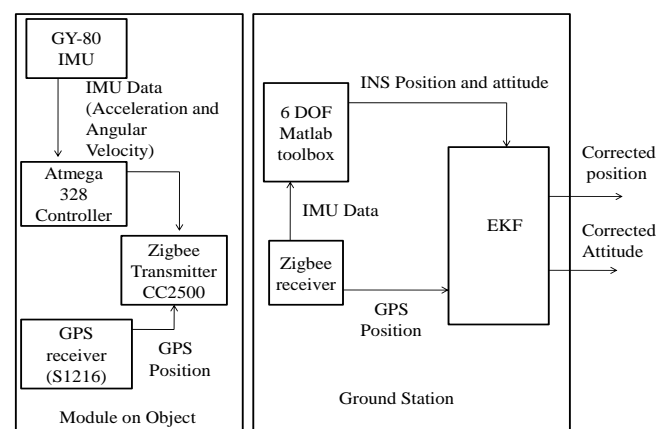 GY-80
IMU
IMU Data
(Acceleration and
Angular
Velocity)
Atmega
328
Controller
Zigbee
Transmitter
CC2500
GPS
receiver
(S1216)
GPS
Position
Module on Object
INS Position and attitude
6 DOF
Matlab
toolbox
IMU Data
Zigbee
receiver
GPS
Position
EKF
Corrected
position
Corrected
Attitude
Ground Station